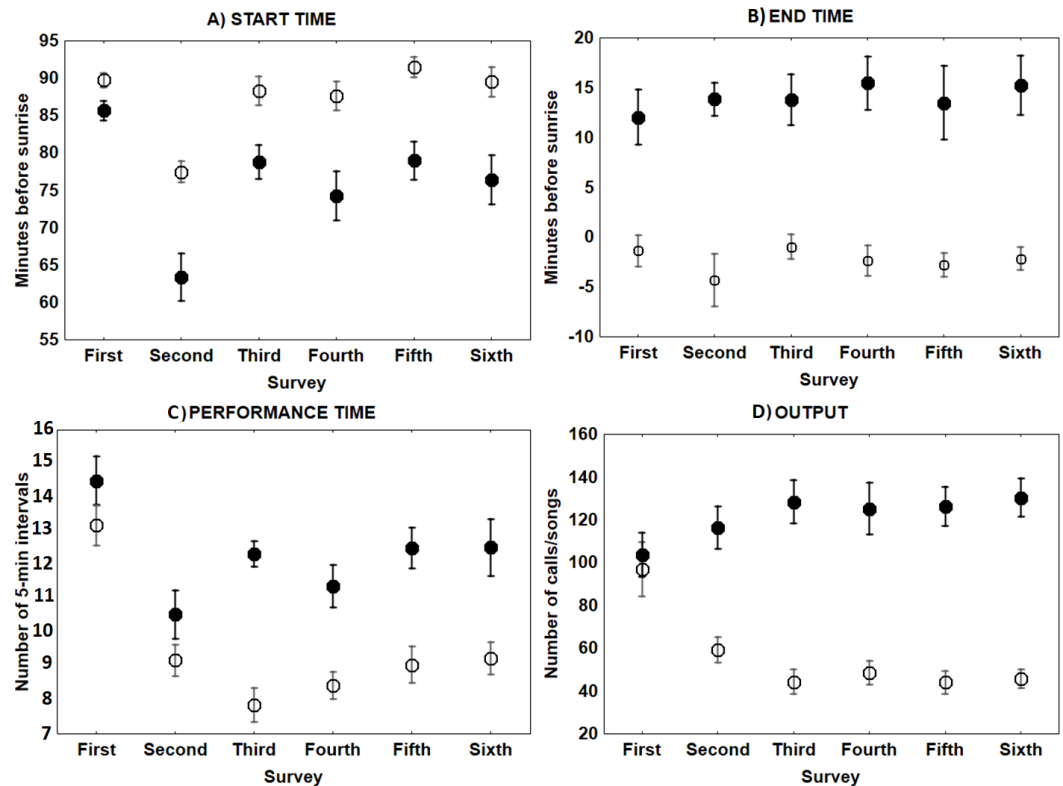 A) START TIME
Minutes before sunrise
95
90
85
80
75
70
65
60
55
First Second Third Fourth Fifth Sixth
Survey
B) END TIME
Minutes before sunrise
20
15
10
5
0
-5
-10
First Second Third Fourth Fifth Sixth
Survey
C) PERFORMANCE TIME
Number of 5-min intervals
16
15
14
13
12
11
10
9
8
7
First Second Third Fourth Fifth Sixth
Survey
D) OUTPUT
Number of calls/songs
160
140
120
100
80
60
40
20
First Second Third Fourth Fifth Sixth
Survey